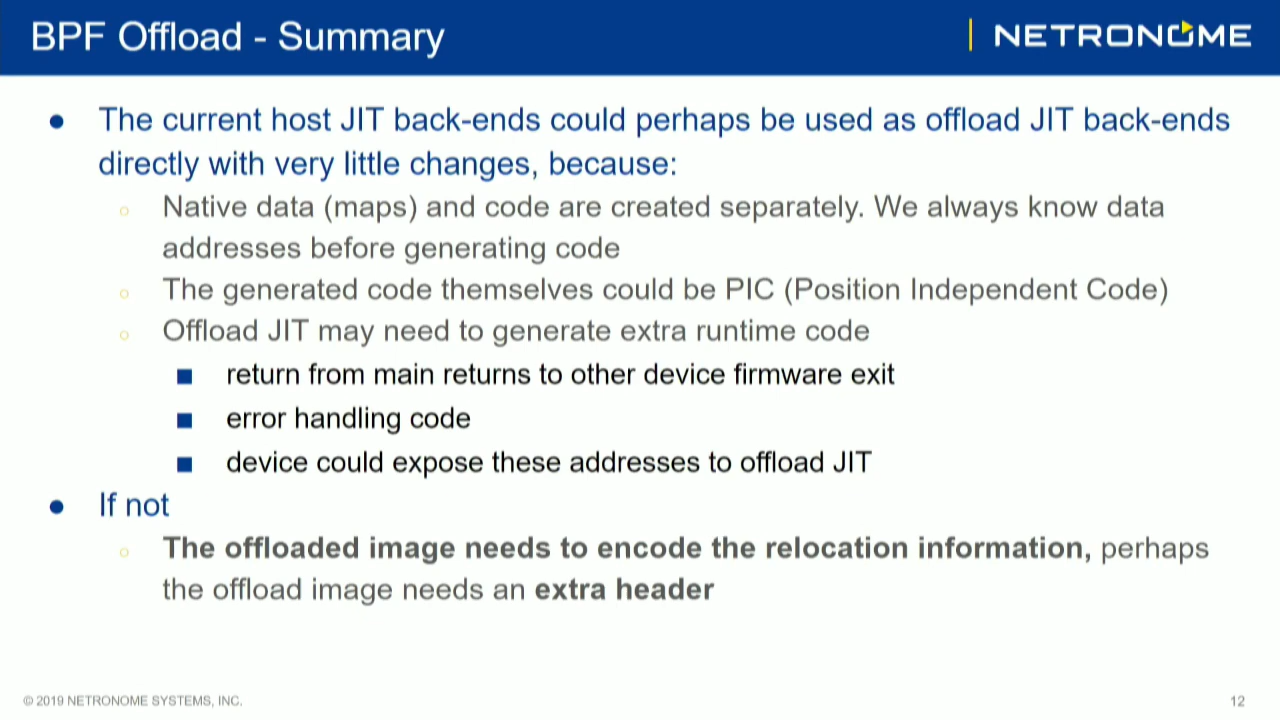 BPF Offload - Summary
NETRONOME
● The current host JIT back-ends could perhaps be used as offload JIT back-ends
directly with very little changes, because:
○ Native data (maps) and code are created separately. We always know data
addresses before generating code
○ The generated code themselves could be PIC (Position Independent Code)
○ Offload JIT may need to generate extra runtime code
■ return from main returns to other device firmware exit
■ error handling code
■ device could expose these addresses to offload JIT
● If not
○ The offloaded image needs to encode the relocation information, perhaps
the offload image needs an extra header
© 2019 NETRONOME SYSTEMS, INC.
12